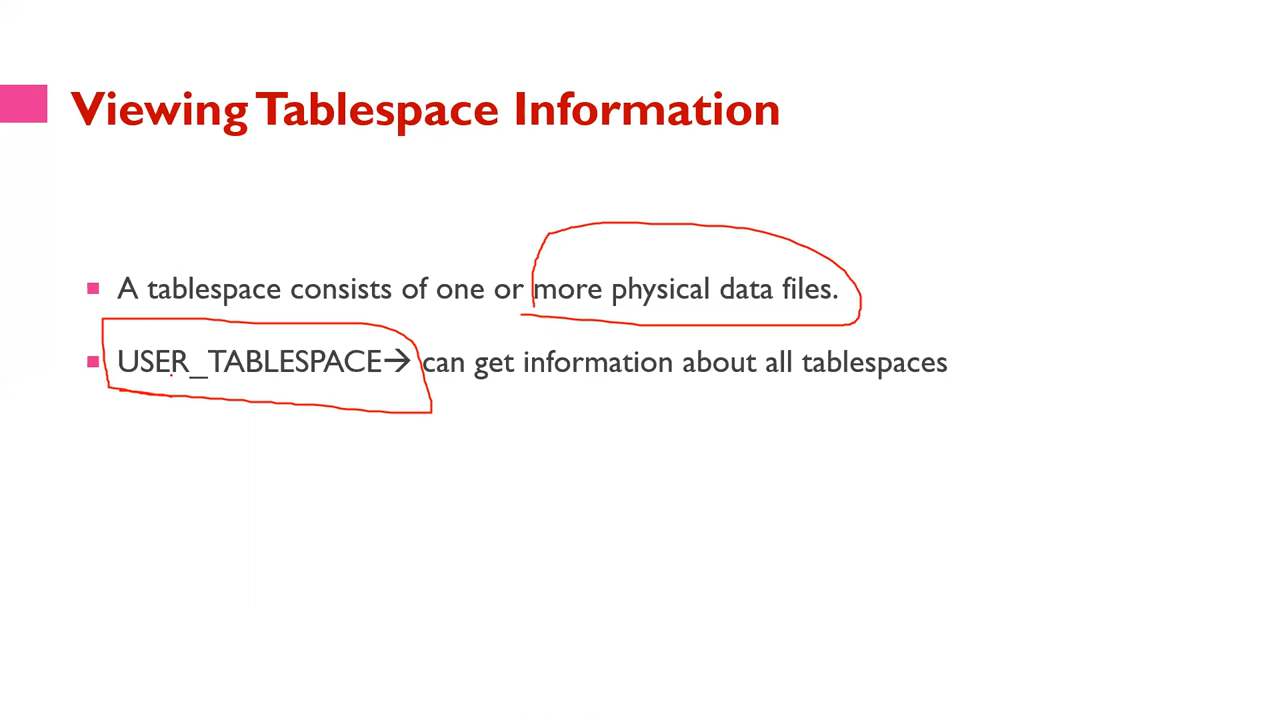 Viewing Tablespace Information
A tablespace consists of one or more physical data files.
USER_TABLESPACE→ can get information about all tablespaces